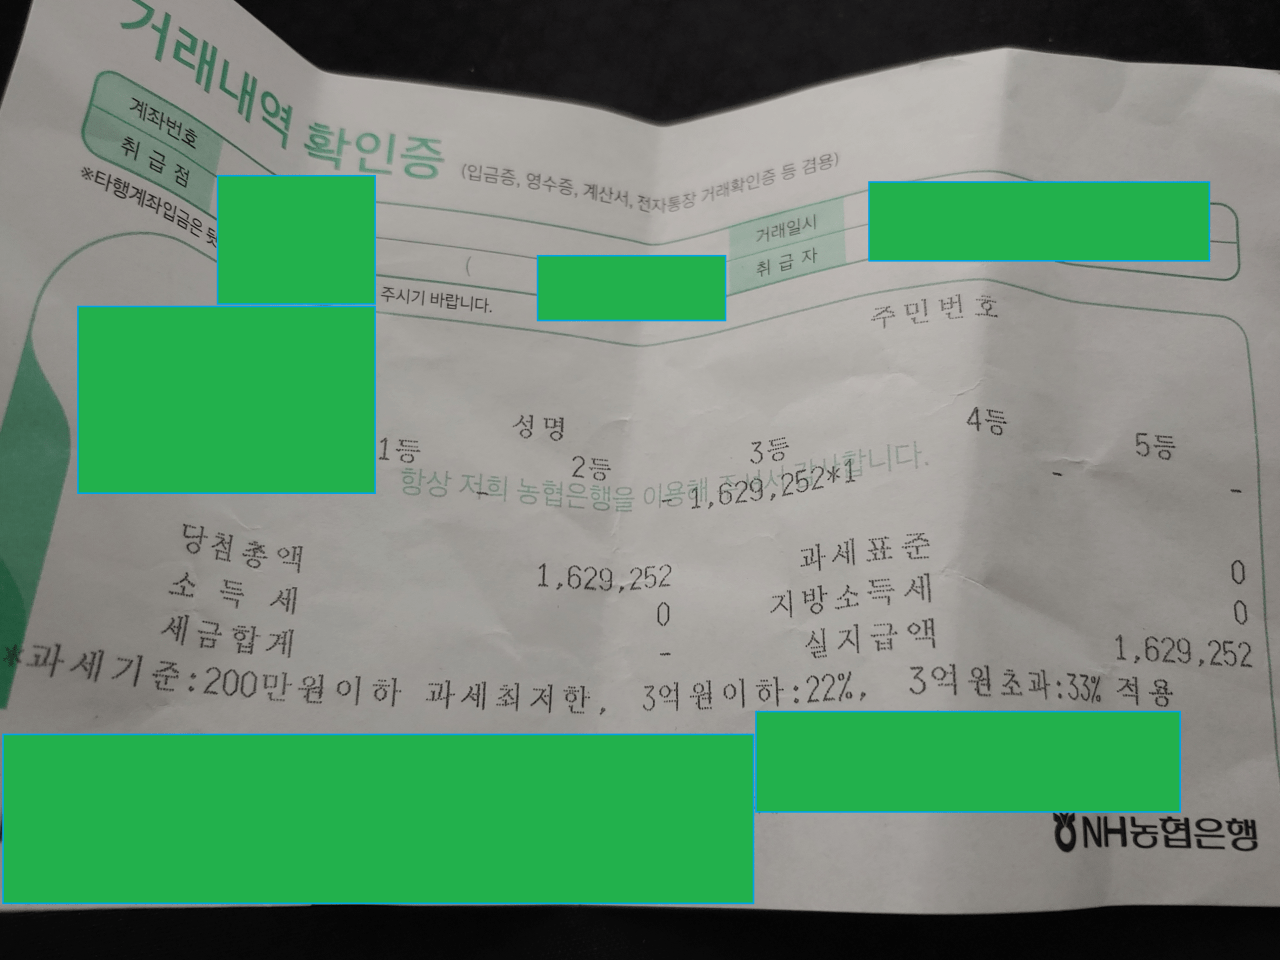 거래내역 확인증 (입금증, 영수증, 계산서, 전자통장 거래확인증 등 겸용)
계좌번호
거래일시
취급점
(
취급자
※타행계좌입금은 뒷
주시기 바랍니다.
주민번호
성명
1등 2등 3등 4등 5등
항상 저희 농협은행을 이용해 주셔서 감사합니다.
- - 1,629,252*1 - -
당첨총액 1,629,252 과세표준 0
소 득 세 0 지방소득세 0
세금합계 - 실지급액 1,629,252
※과세기준:200만원이하 과세최저한, 3억원이하:22%, 3억원초과:33% 적용
NH농협은행